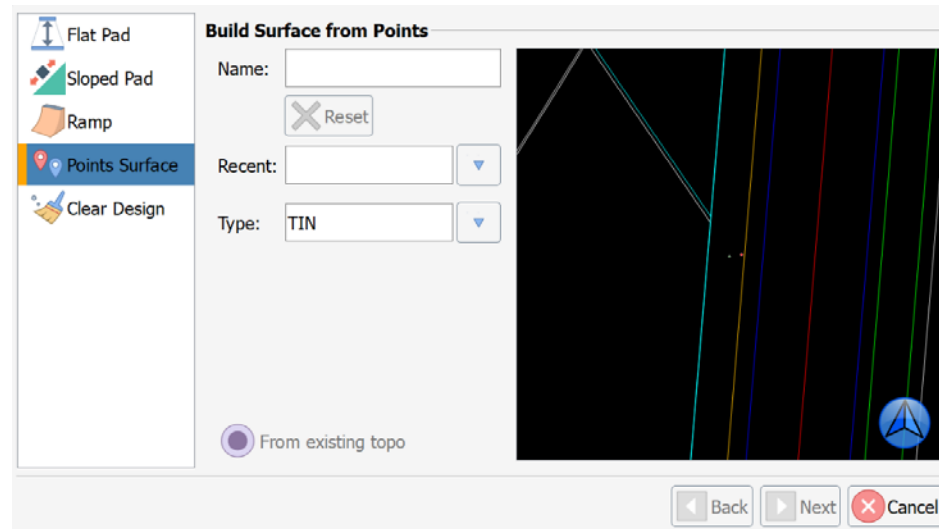 Flat Pad
Sloped Pad
Ramp
Points Surface
Clear Design
Build Surface from Points
Name:
Reset
Recent:
Type: TIN
From existing topo
Back Next Cancel